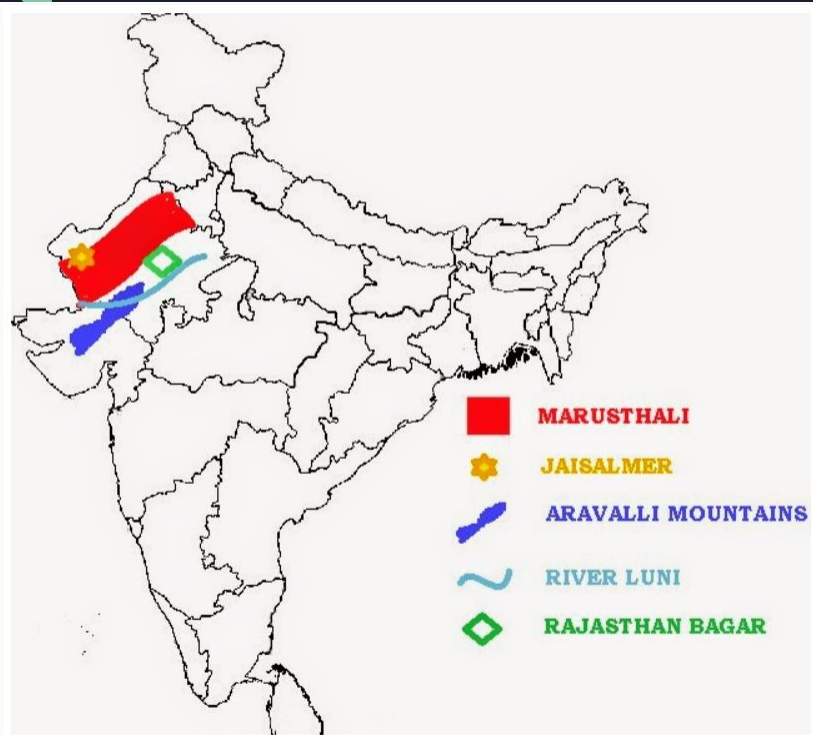 MARUSTHALI
JAISALMER
ARAVALLI MOUNTAINS
RIVER LUNI
RAJASTHAN BAGAR